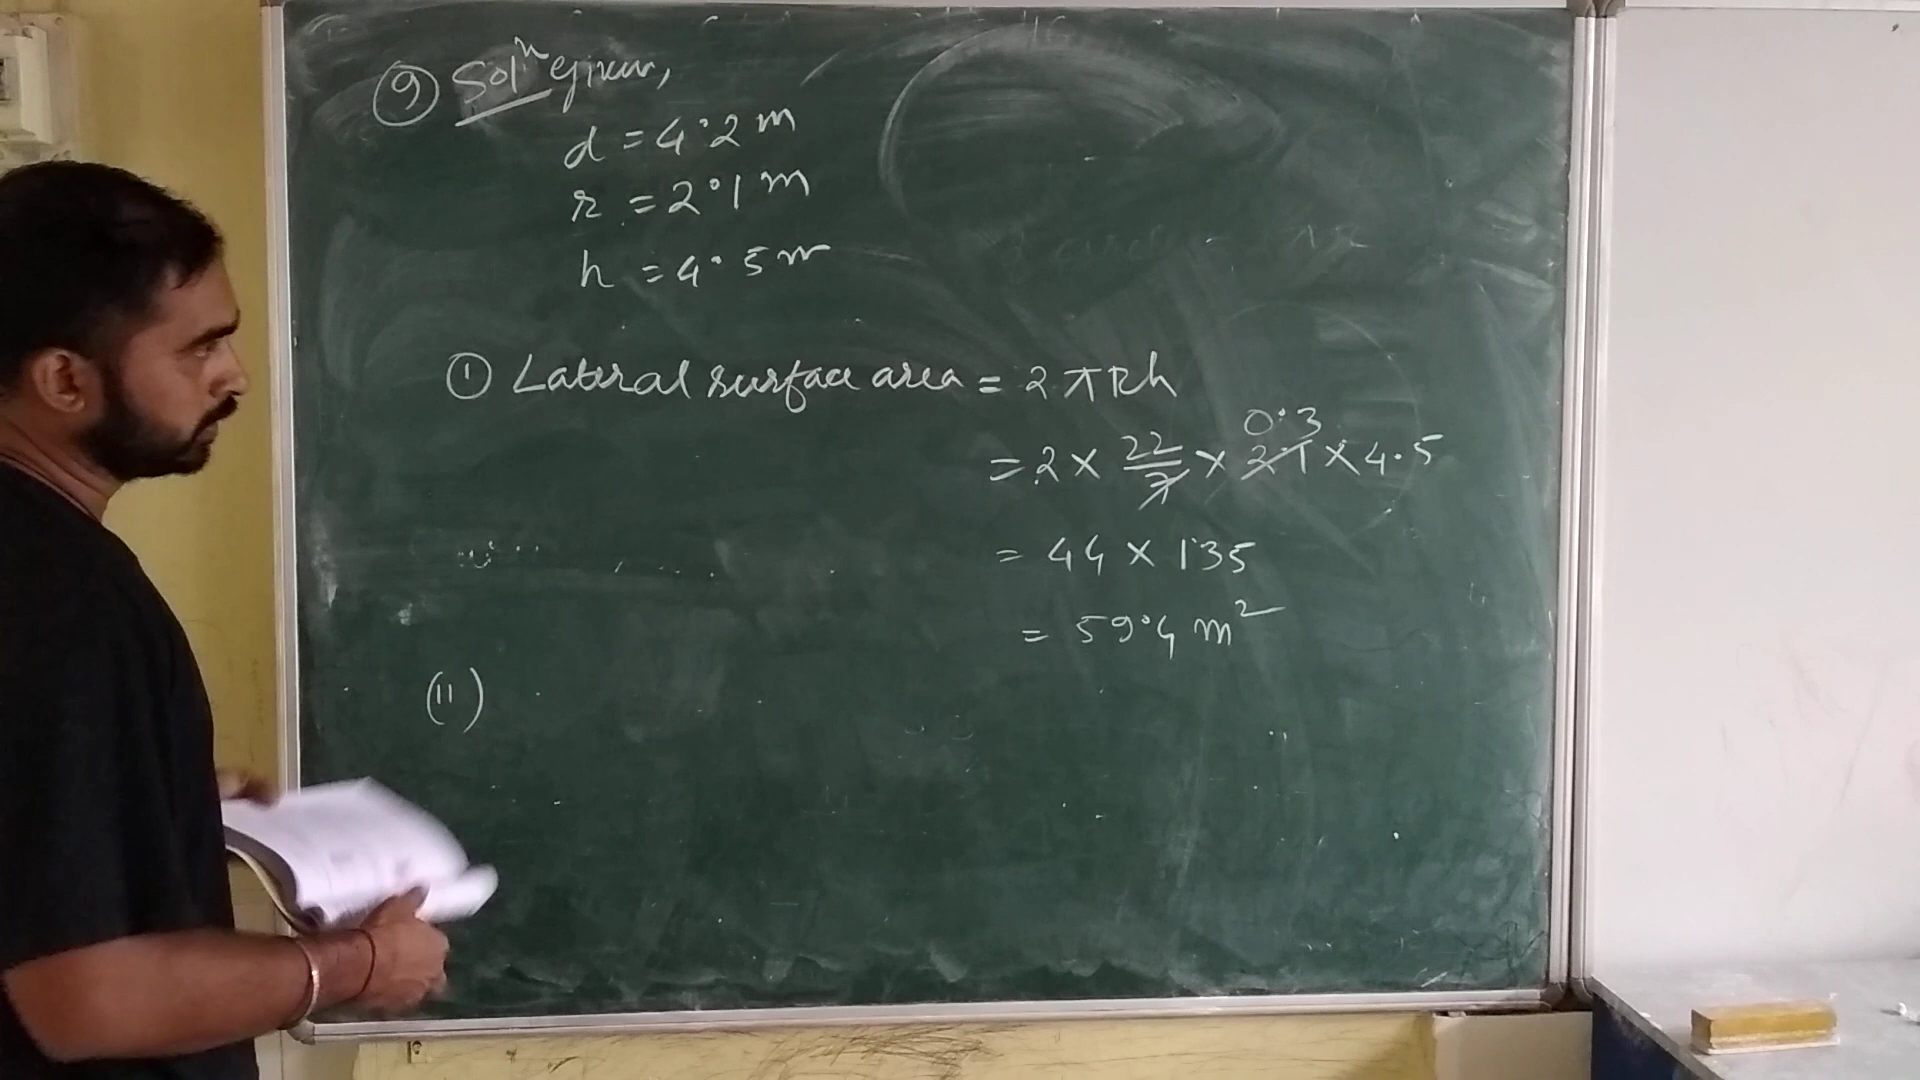 ⑨ Solⁿ given,
d = 4.2 m
r = 2.1 m
h = 4.5 m
① Lateral surface area = 2πRh
0.3
= 2 × 22/7 × 2.1 × 4.5
= 44 × 1.35
= 59.4 m²
(11)